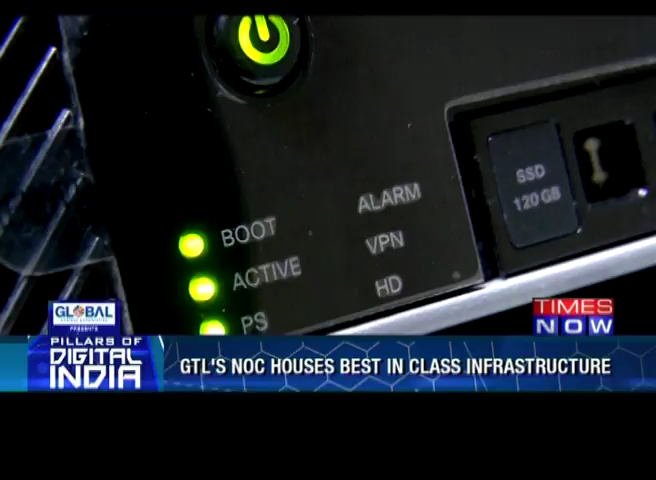 SSD
120 GB
ALARM
BOOT
VPN
ACTIVE
HD
PS
GLOBAL
PRESENTS
PILLARS OF
DIGITAL
INDIA
TIMES
NOW
GTL'S NOC HOUSES BEST IN CLASS INFRASTRUCTURE